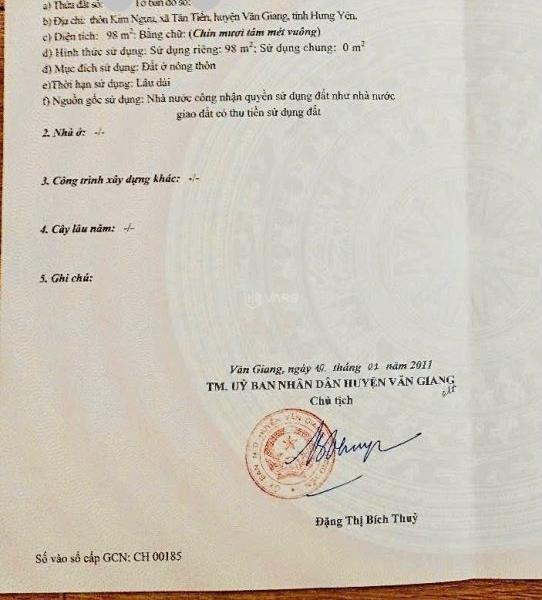 a) Thửa đất số: Tờ bản đồ số:
b) Địa chỉ: thôn Kim Ngưu, xã Tân Tiến, huyện Văn Giang, tỉnh Hưng Yên.
c) Diện tích: 98 m²; Bằng chữ: (Chín mươi tám mét vuông)
d) Hình thức sử dụng: Sử dụng riêng: 98 m²; Sử dụng chung: 0 m²
đ) Mục đích sử dụng: Đất ở nông thôn
e)Thời hạn sử dụng: Lâu dài
f) Nguồn gốc sử dụng: Nhà nước công nhận quyền sử dụng đất như nhà nước
giao đất có thu tiền sử dụng đất
2. Nhà ở: -/-
3. Công trình xây dựng khác: -/-
4. Cây lâu năm: -/-
5. Ghi chú:
Văn Giang, ngày tháng 01 năm 2011
TM. UỶ BAN NHÂN DÂN HUYỆN VĂN GIANG
Chủ tịch
Đặng Thị Bích Thuỷ
Số vào sổ cấp GCN: CH 00185